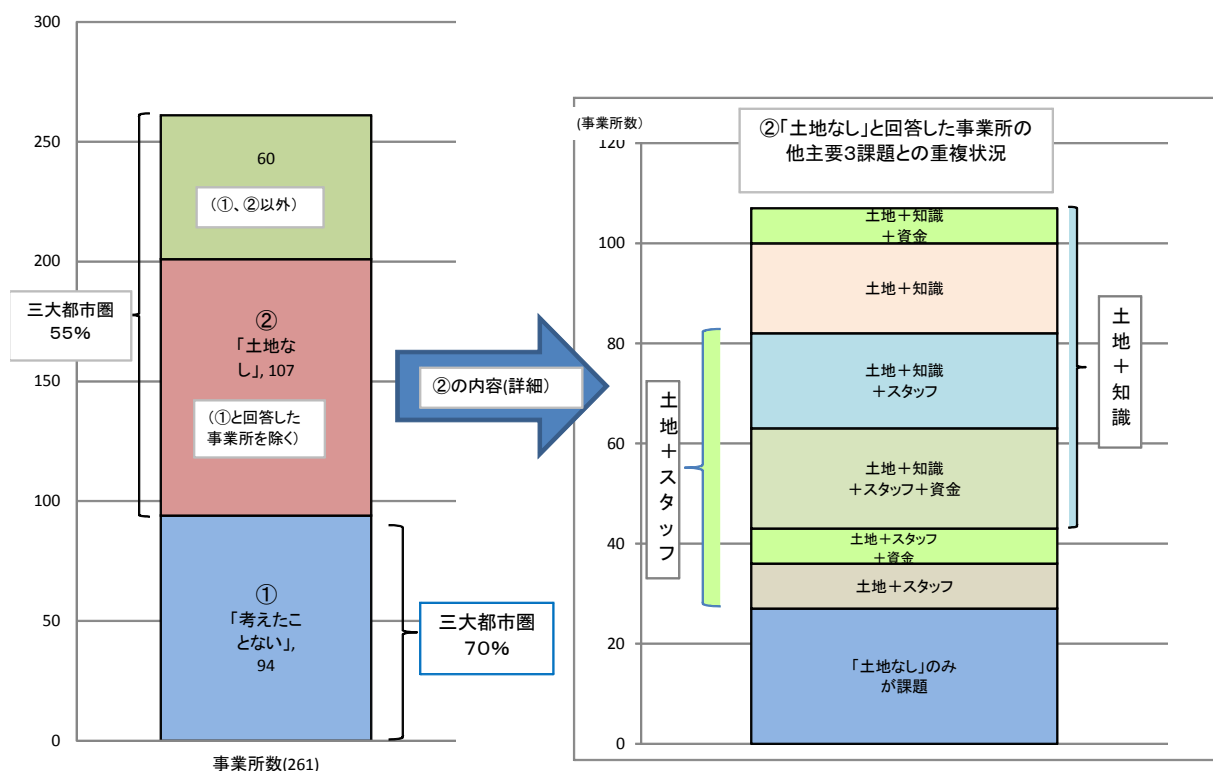 300
250
200
150
100
50
0
60
(①、②以外)
②
「土地な
し」, 107
(①と回答した
事業所を除く)
①
「考えたこ
とない」,
94
三大都市圏
55%
三大都市圏
70%
事業所数(261)
②の内容(詳細)
(事業所数)
②「土地なし」と回答した事業所の
他主要3課題との重複状況
120
100
80
60
40
20
0
土地+知識
+資金
土地+知識
土地+知識
+スタッフ
土地+知識
+スタッフ+資金
土地+スタッフ
+資金
土地+スタッフ
「土地なし」のみ
が課題
土地+スタッフ
土地+知識